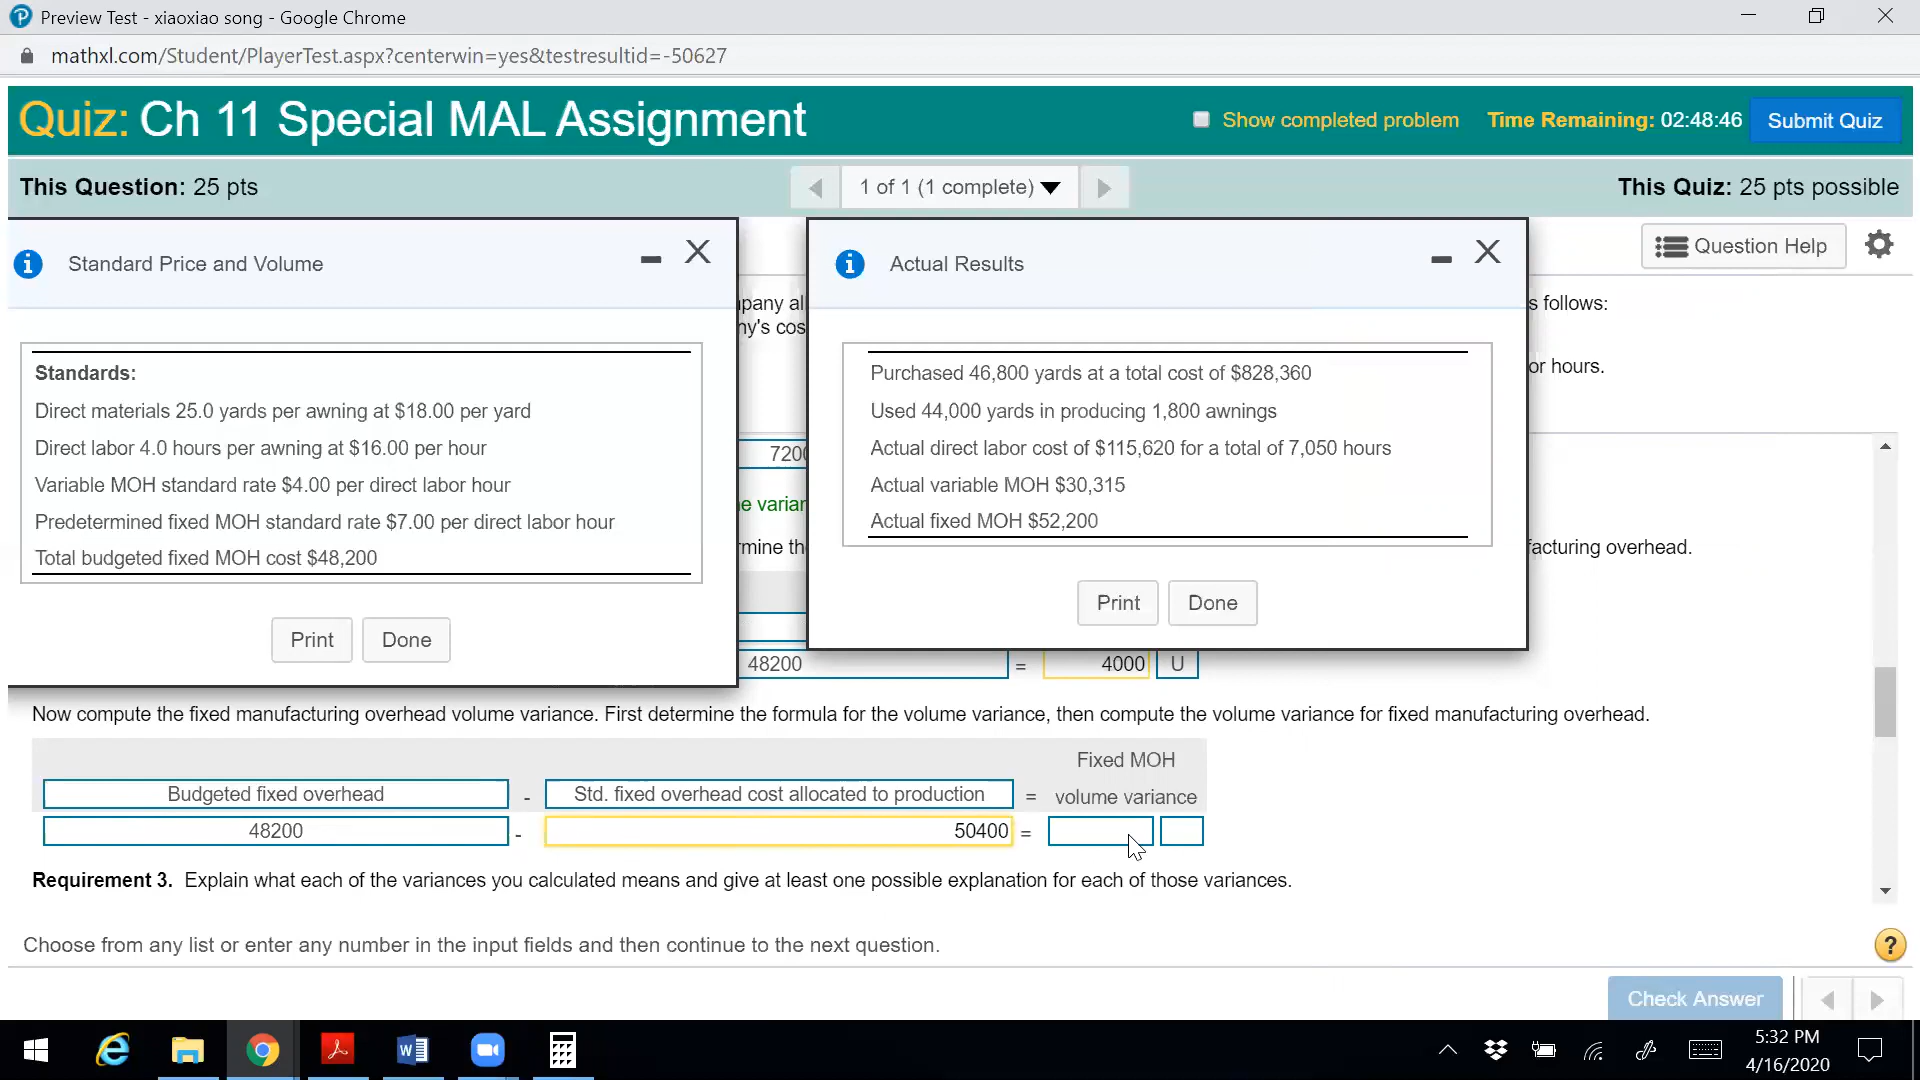 Preview Test - xiaoxiao song - Google Chrome
mathxl.com/Student/PlayerTest.aspx?centerwin=yes&testresultid=-50627
Quiz: Ch 11 Special MAL Assignment
Show completed problem
Time Remaining: 02:48:46
Submit Quiz
This Question: 25 pts
1 of 1 (1 complete)
This Quiz: 25 pts possible
Standard Price and Volume
Actual Results
Question Help
s follows:
ny's cos
or hours.
Standards:
Direct materials 25.0 yards per awning at $18.00 per yard
Direct labor 4.0 hours per awning at $16.00 per hour
Variable MOH standard rate $4.00 per direct labor hour
Predetermined fixed MOH standard rate $7.00 per direct labor hour
Total budgeted fixed MOH cost $48,200
Print
Done
Purchased 46,800 yards at a total cost of $828,360
Used 44,000 yards in producing 1,800 awnings
Actual direct labor cost of $115,620 for a total of 7,050 hours
Actual variable MOH $30,315
Actual fixed MOH $52,200
Print
Done
720
e varia
rmine th
facturing overhead.
48200 = 4000 U
Now compute the fixed manufacturing overhead volume variance. First determine the formula for the volume variance, then compute the volume variance for fixed manufacturing overhead.
Fixed MOH
Budgeted fixed overhead - Std. fixed overhead cost allocated to production = volume variance
48200 - 50400 =
Requirement 3. Explain what each of the variances you calculated means and give at least one possible explanation for each of those variances.
Choose from any list or enter any number in the input fields and then continue to the next question.
?
Check Answer
5:32 PM
4/16/2020